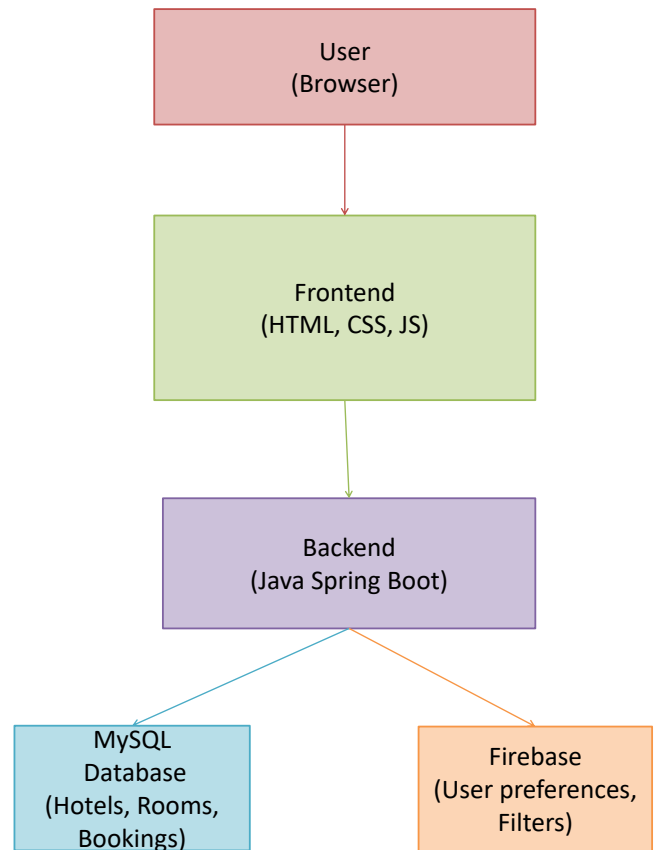 User
(Browser)
Frontend
(HTML, CSS, JS)
Backend
(Java Spring Boot)
MySQL
Database
(Hotels, Rooms,
Bookings)
Firebase
(User preferences,
Filters)